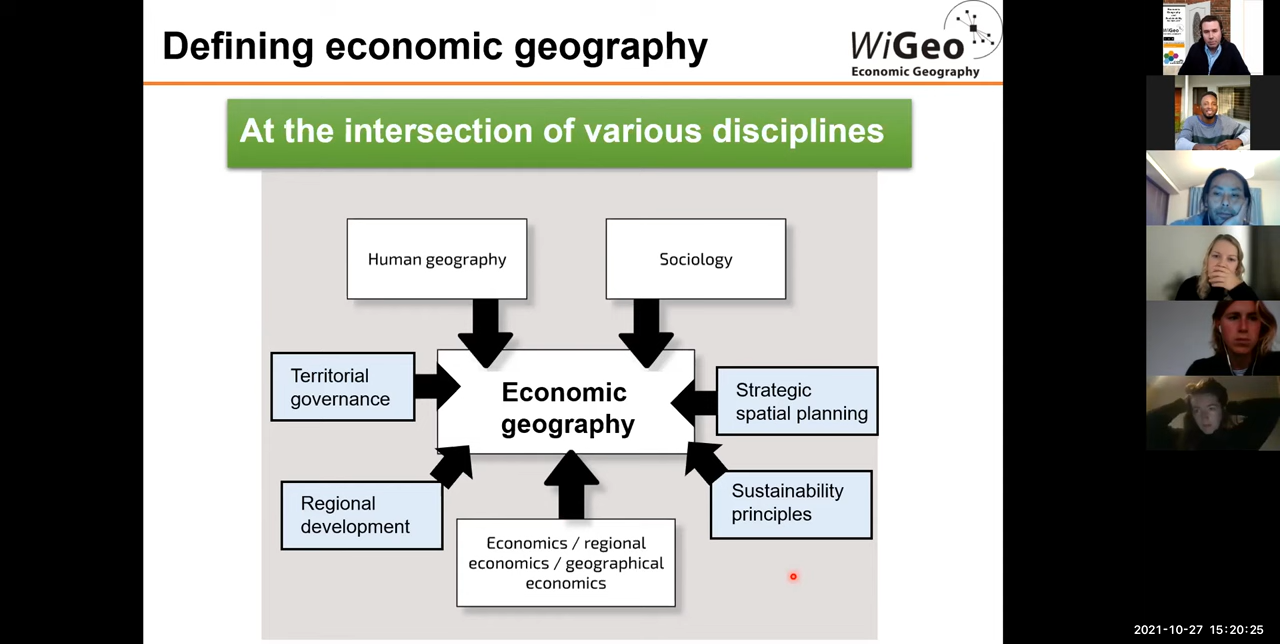 Defining economic geography
WiGeo
Economic Geography
At the intersection of various disciplines
Human geography
Sociology
Territorial
governance
Economic
geography
Strategic
spatial planning
Regional
development
Economics / regional
economics / geographical
economics
Sustainability
principles
2021-10-27 15:20:25